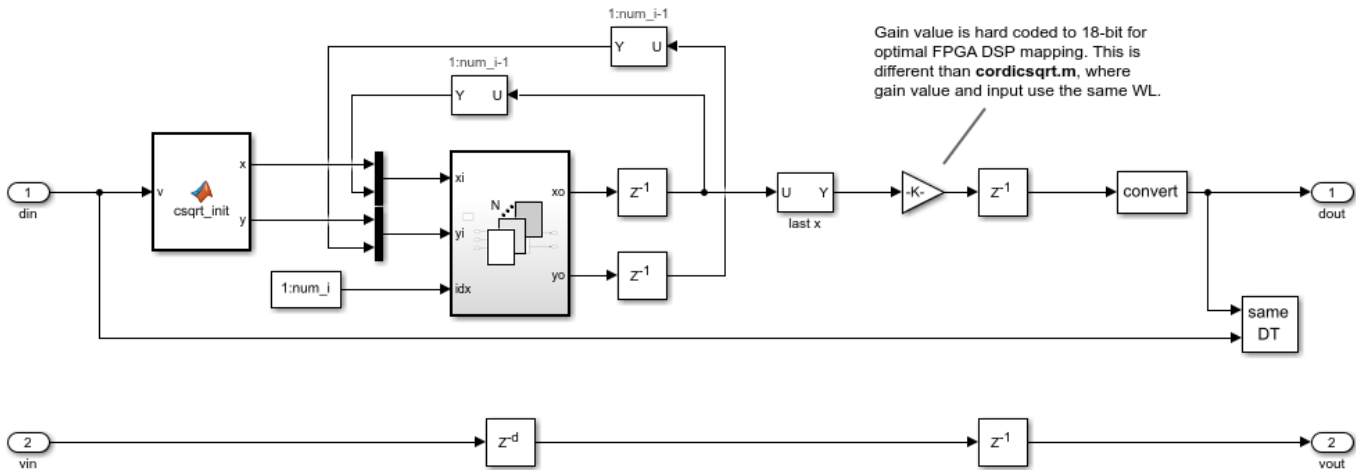 1:num_i-1
Y U
1:num_i-1
Y U
Gain value is hard coded to 18-bit for
optimal FPGA DSP mapping. This is
different than cordicsqrt.m, where
gain value and input use the same WL.
1
din
v
x
y
csqrt_init
1:num_i
xi
yi
idx
N
xo
yo
Z-1
Z-1
U Y
last x
-K-
Z-1
convert
1
dout
same
DT
2
vin
Z-d
Z-1
2
vout